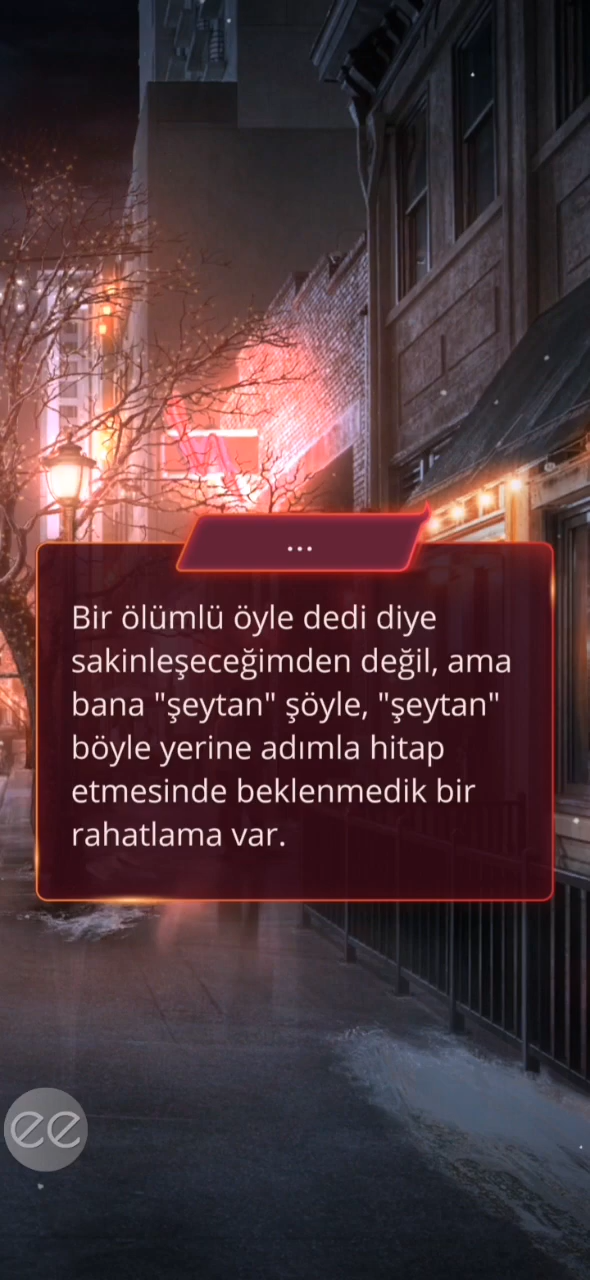 ...
Bir ölümlü öyle dedi diye
sakinleşeceğimden değil, ama
bana "şeytan" şöyle, "şeytan"
böyle yerine adımla hitap
etmesinde beklenmedik bir
rahatlama var.
ee